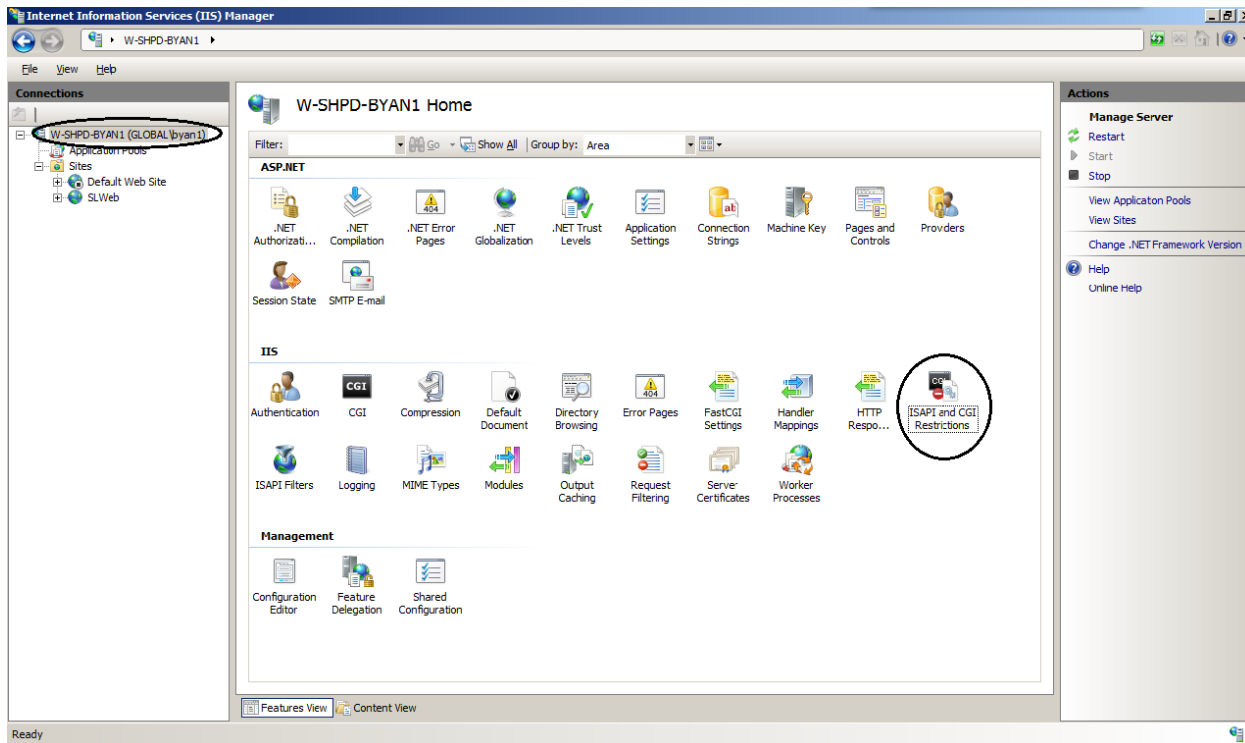 Internet Information Services (IIS) Manager
W-SHPD-BYAN1
File View Help
Connections
W-SHPD-BYAN1 (GLOBAL\byan1)
Application Pools
Sites
Default Web Site
SLWeb
W-SHPD-BYAN1 Home
Filter: Go Show All Group by: Area
ASP.NET
.NET Authorizati...
.NET Compilation
.NET Error Pages
.NET Globalization
.NET Trust Levels
Application Settings
Connection Strings
Machine Key
Pages and Controls
Providers
Session State
SMTP E-mail
IIS
Authentication
CGI
Compression
Default Document
Directory Browsing
Error Pages
FastCGI Settings
Handler Mappings
HTTP Respo...
ISAPI and CGI Restrictions
ISAPI Filters
Logging
MIME Types
Modules
Output Caching
Request Filtering
Server Certificates
Worker Processes
Management
Configuration Editor
Feature Delegation
Shared Configuration
Features View Content View
Actions
Manage Server
Restart
Start
Stop
View Application Pools
View Sites
Change .NET Framework Version
Help
Online Help
Ready